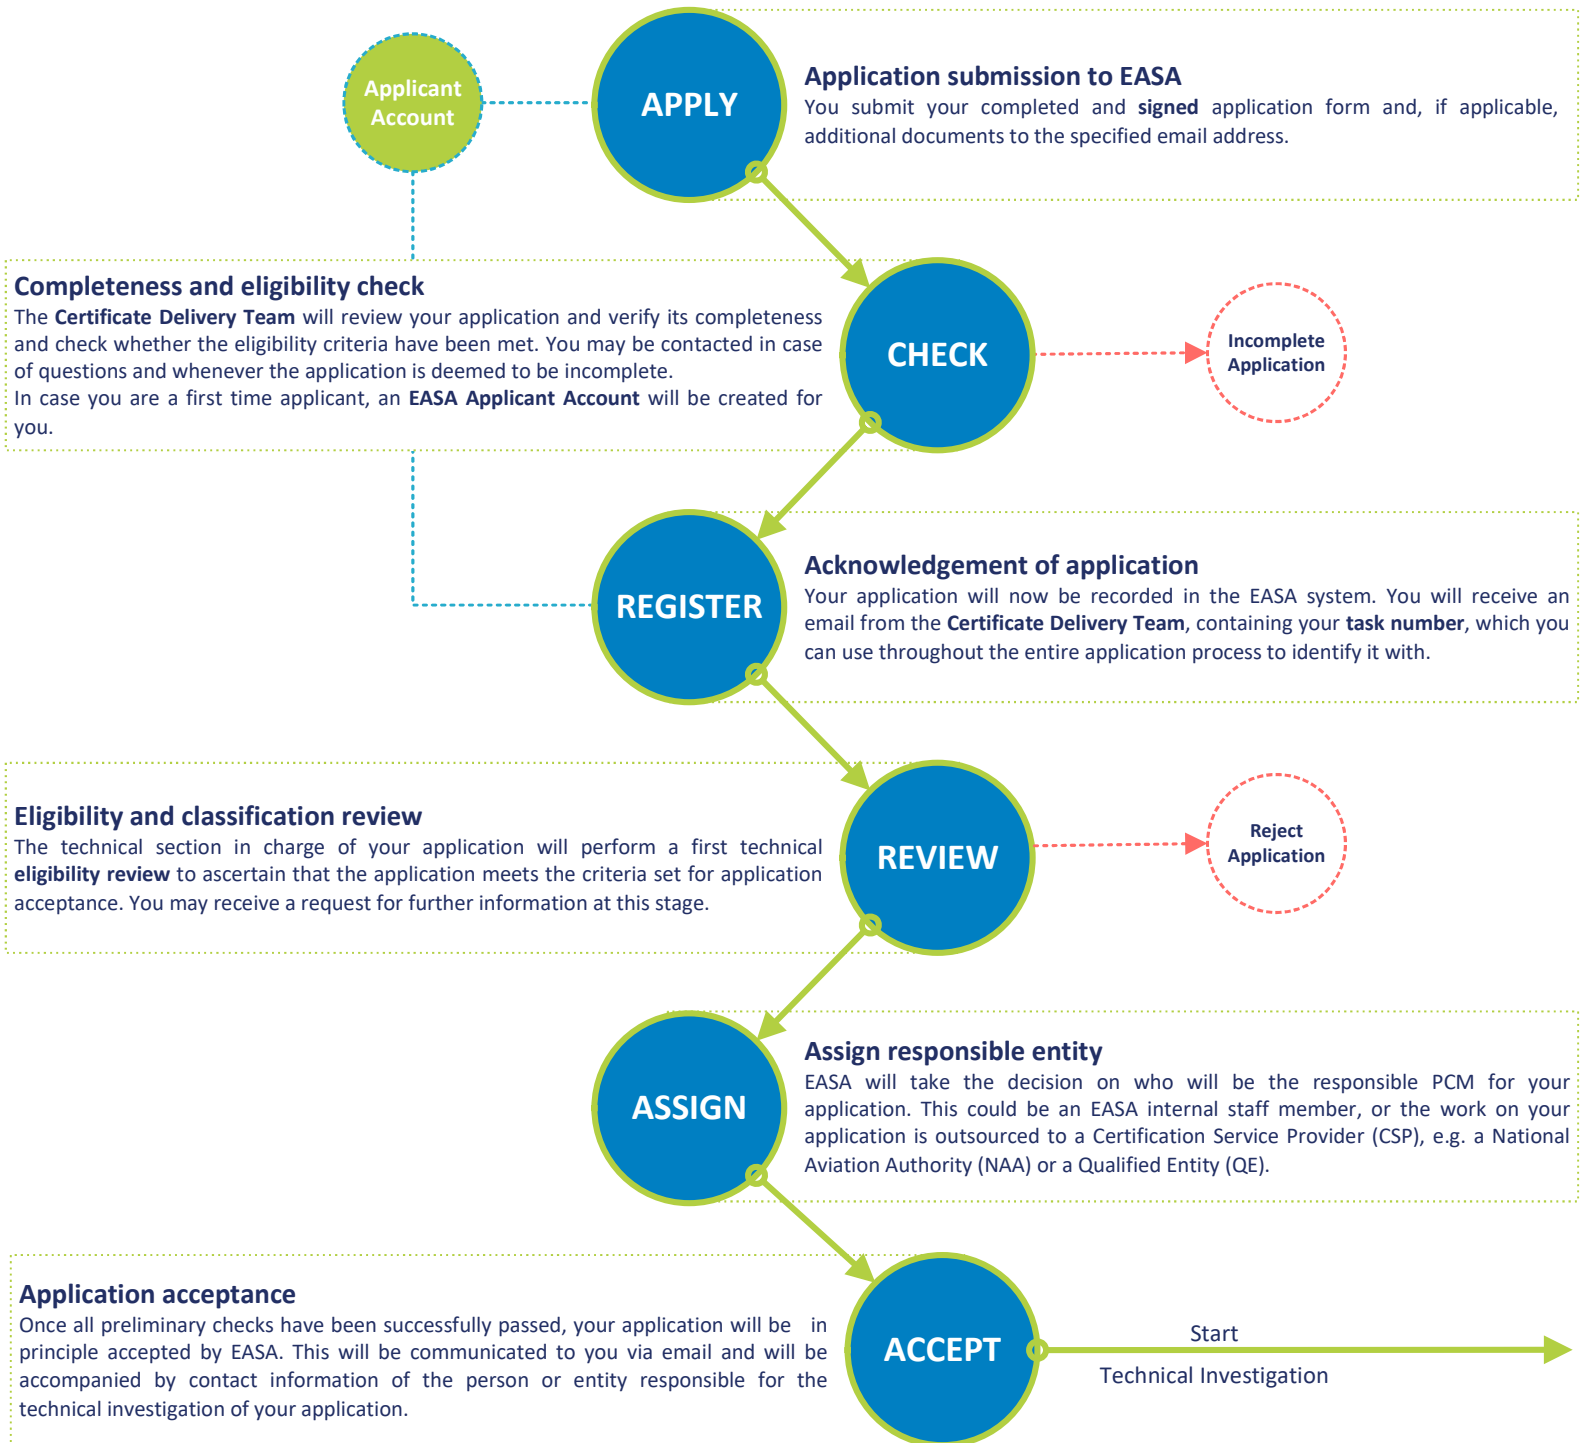 Applicant
Account
APPLY
Application submission to EASA
You submit your completed and signed application form and, if applicable,
additional documents to the specified email address.
Completeness and eligibility check
The Certificate Delivery Team will review your application and verify its completeness
and check whether the eligibility criteria have been met. You may be contacted in case
of questions and whenever the application is deemed to be incomplete.
In case you are a first time applicant, an EASA Applicant Account will be created for
you.
CHECK
Incomplete
Application
REGISTER
Acknowledgement of application
Your application will now be recorded in the EASA system. You will receive an
email from the Certificate Delivery Team, containing your task number, which you
can use throughout the entire application process to identify it with.
Eligibility and classification review
The technical section in charge of your application will perform a first technical
eligibility review to ascertain that the application meets the criteria set for application
acceptance. You may receive a request for further information at this stage.
REVIEW
Reject
Application
ASSIGN
Assign responsible entity
EASA will take the decision on who will be the responsible PCM for your
application. This could be an EASA internal staff member, or the work on your
application is outsourced to a Certification Service Provider (CSP), e.g. a National
Aviation Authority (NAA) or a Qualified Entity (QE).
Application acceptance
Once all preliminary checks have been successfully passed, your application will be in
principle accepted by EASA. This will be communicated to you via email and will be
accompanied by contact information of the person or entity responsible for the
technical investigation of your application.
ACCEPT
Start
Technical Investigation